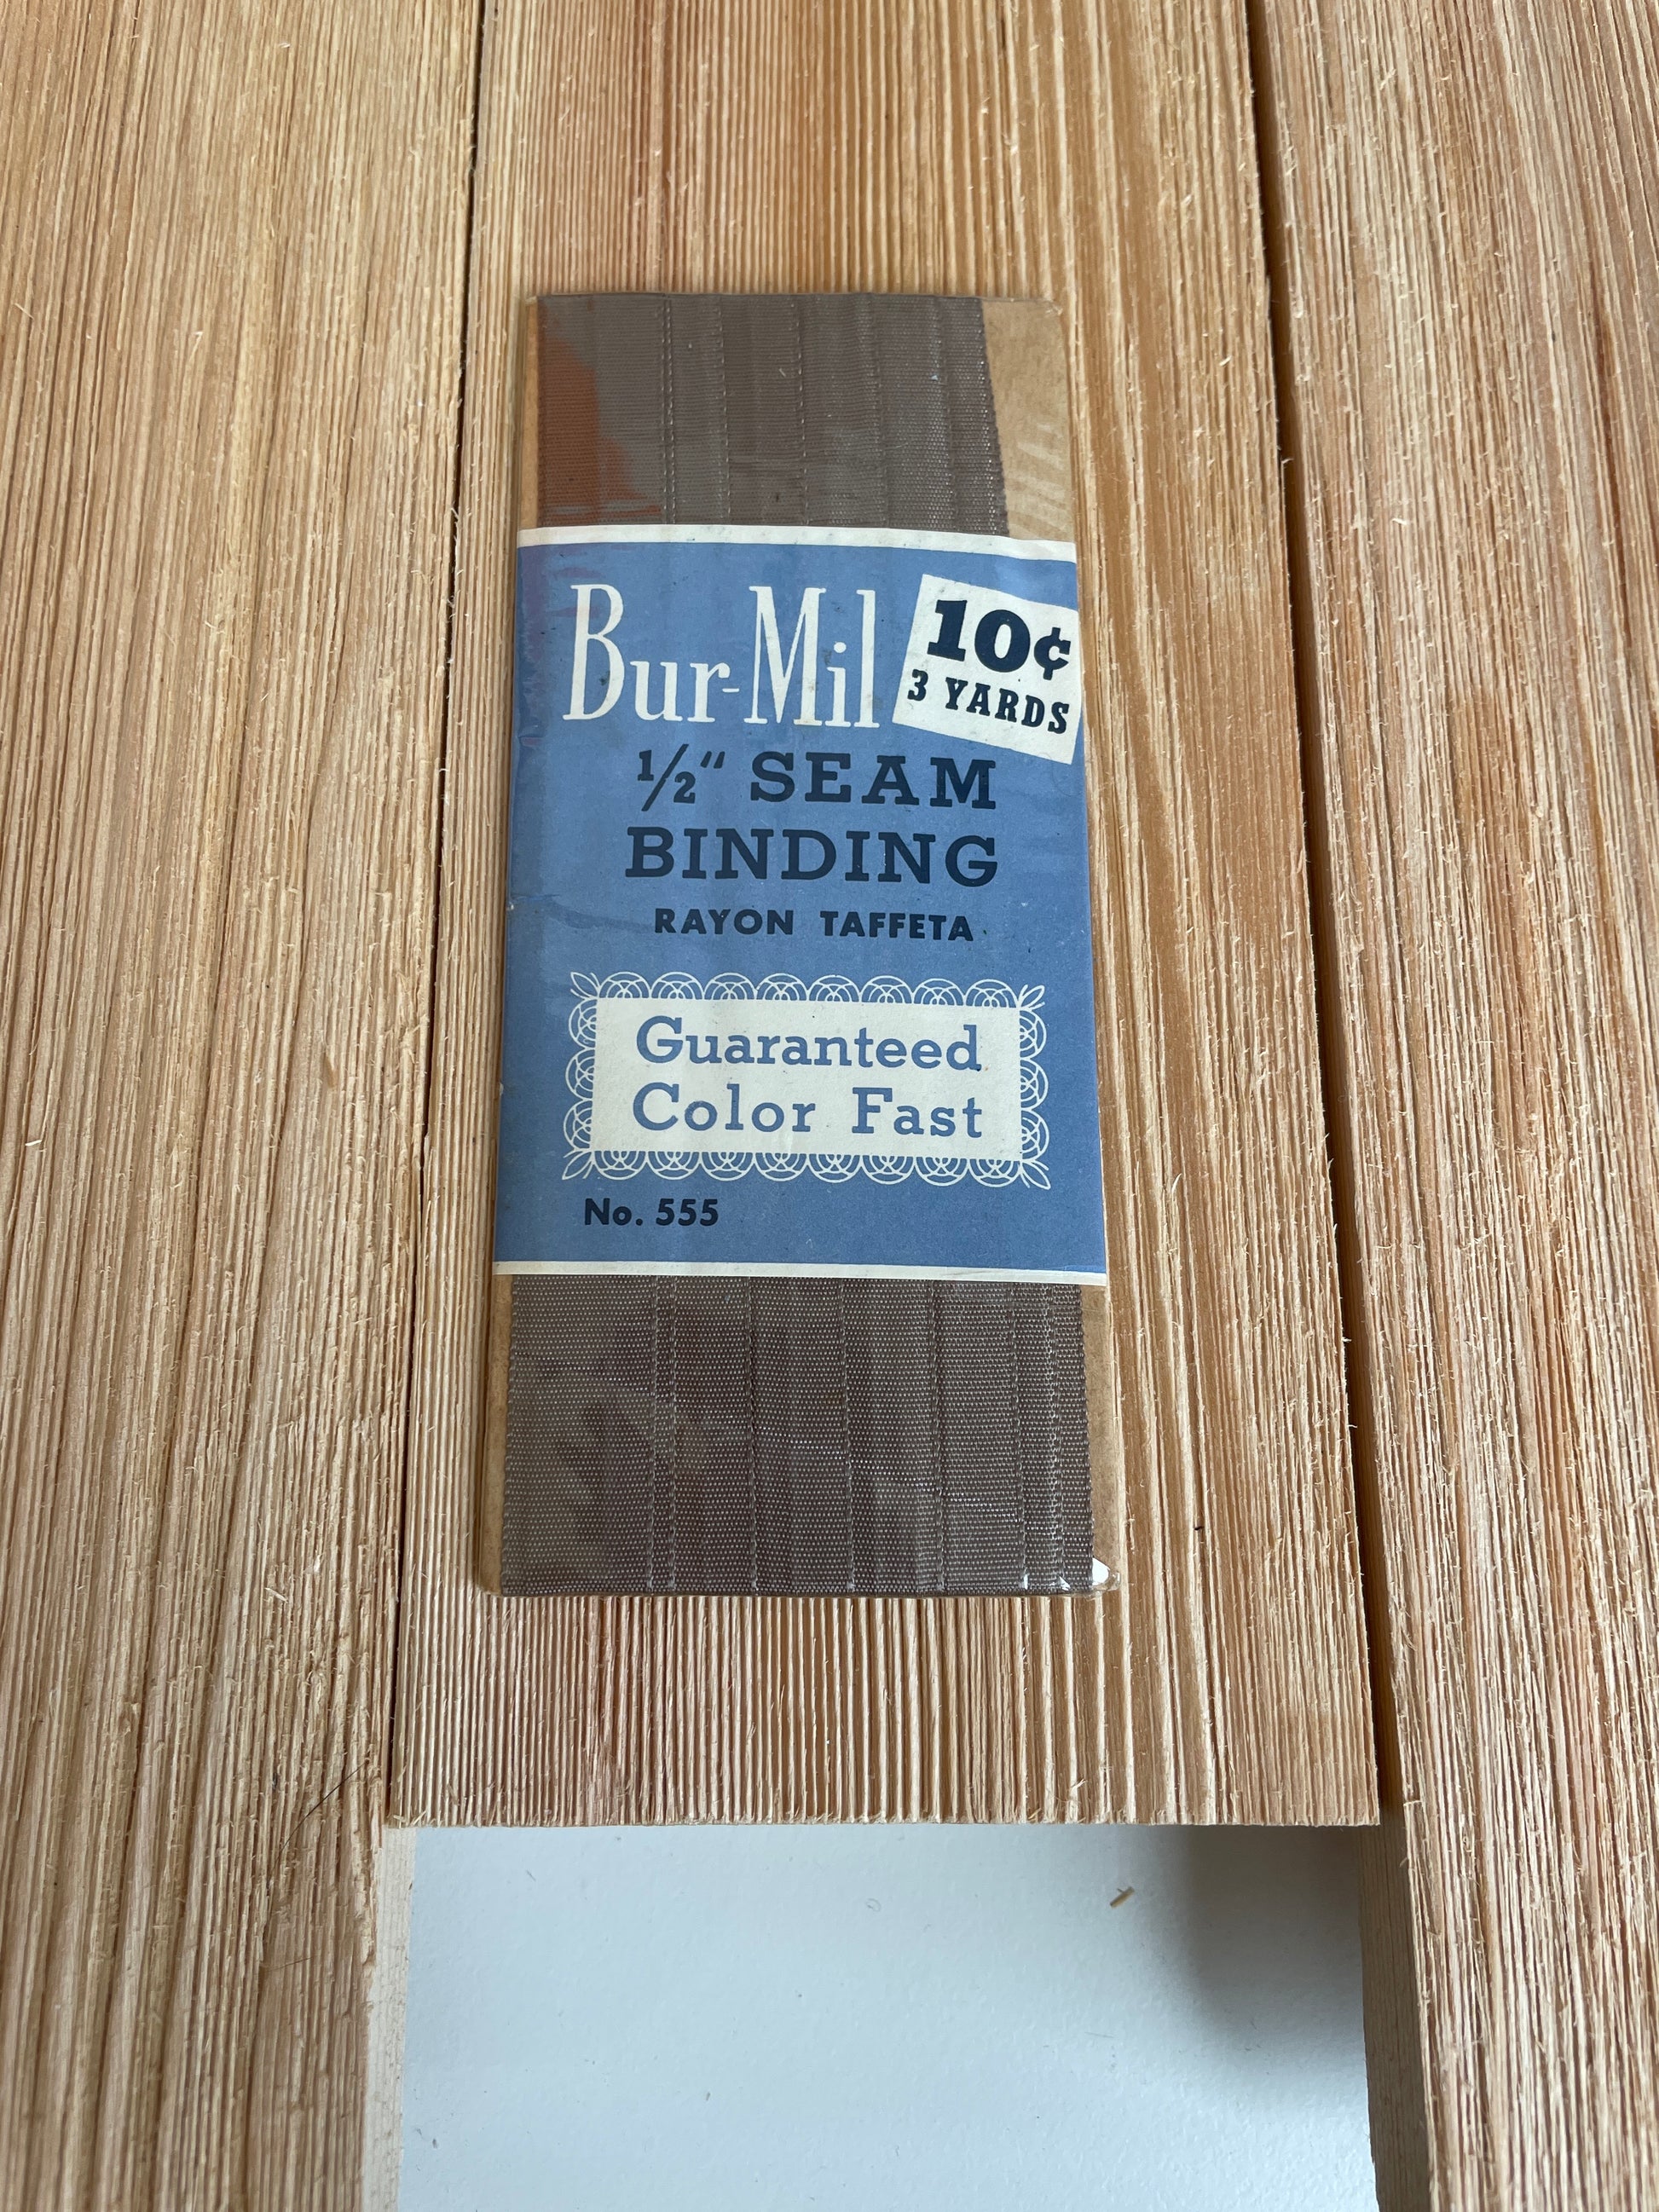 Bur-Mil
10¢
3 YARDS
½" SEAM
BINDING
RAYON TAFFETA
Guaranteed
Color Fast
No. 555